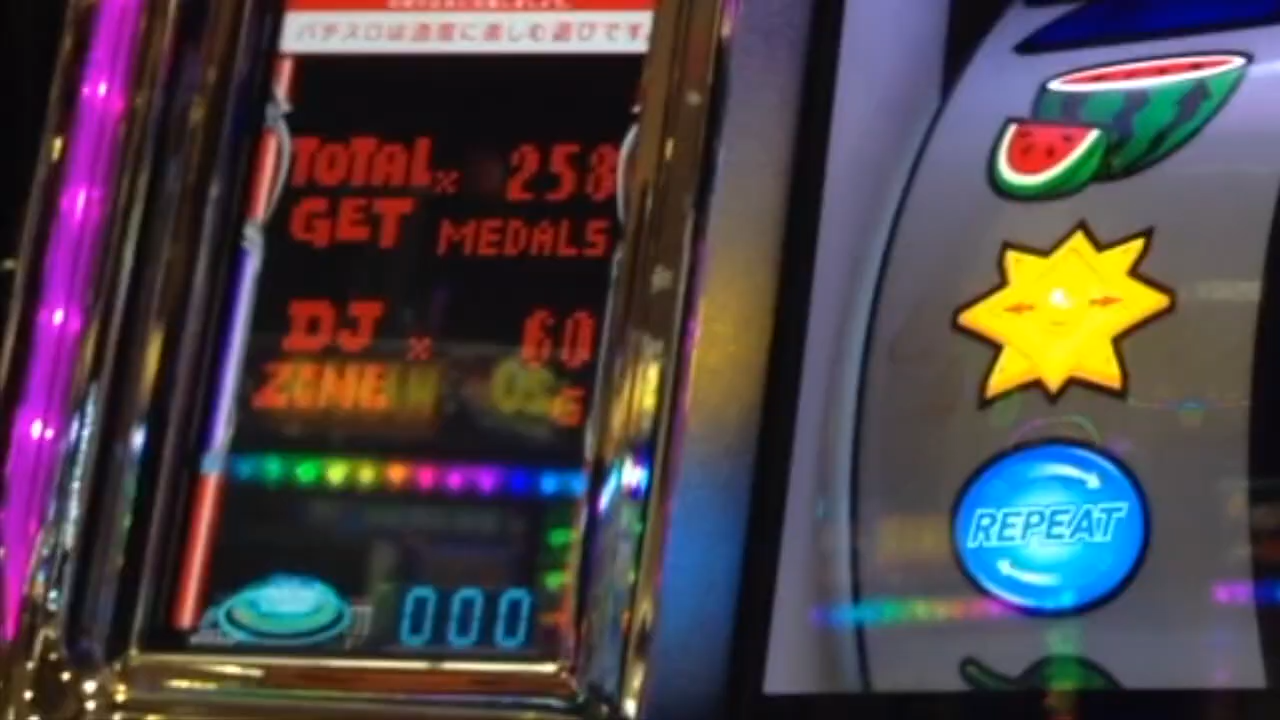 パチスロは適度に楽しむ遊びです。
TOTAL × 258
GET MEDALS
DJ × 60
ZONE
G
000
REPEAT